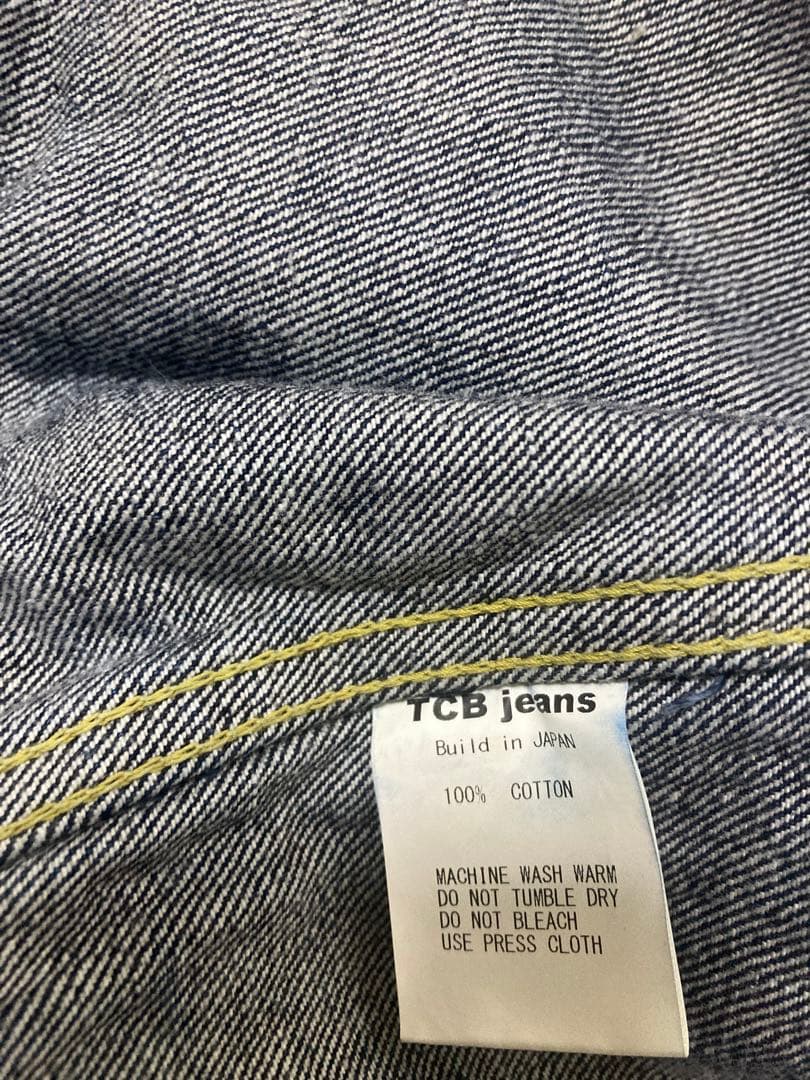 TCB jeans
Build in JAPAN
100% COTTON
MACHINE WASH WARM
DO NOT TUMBLE DRY
DO NOT BLEACH
USE PRESS CLOTH